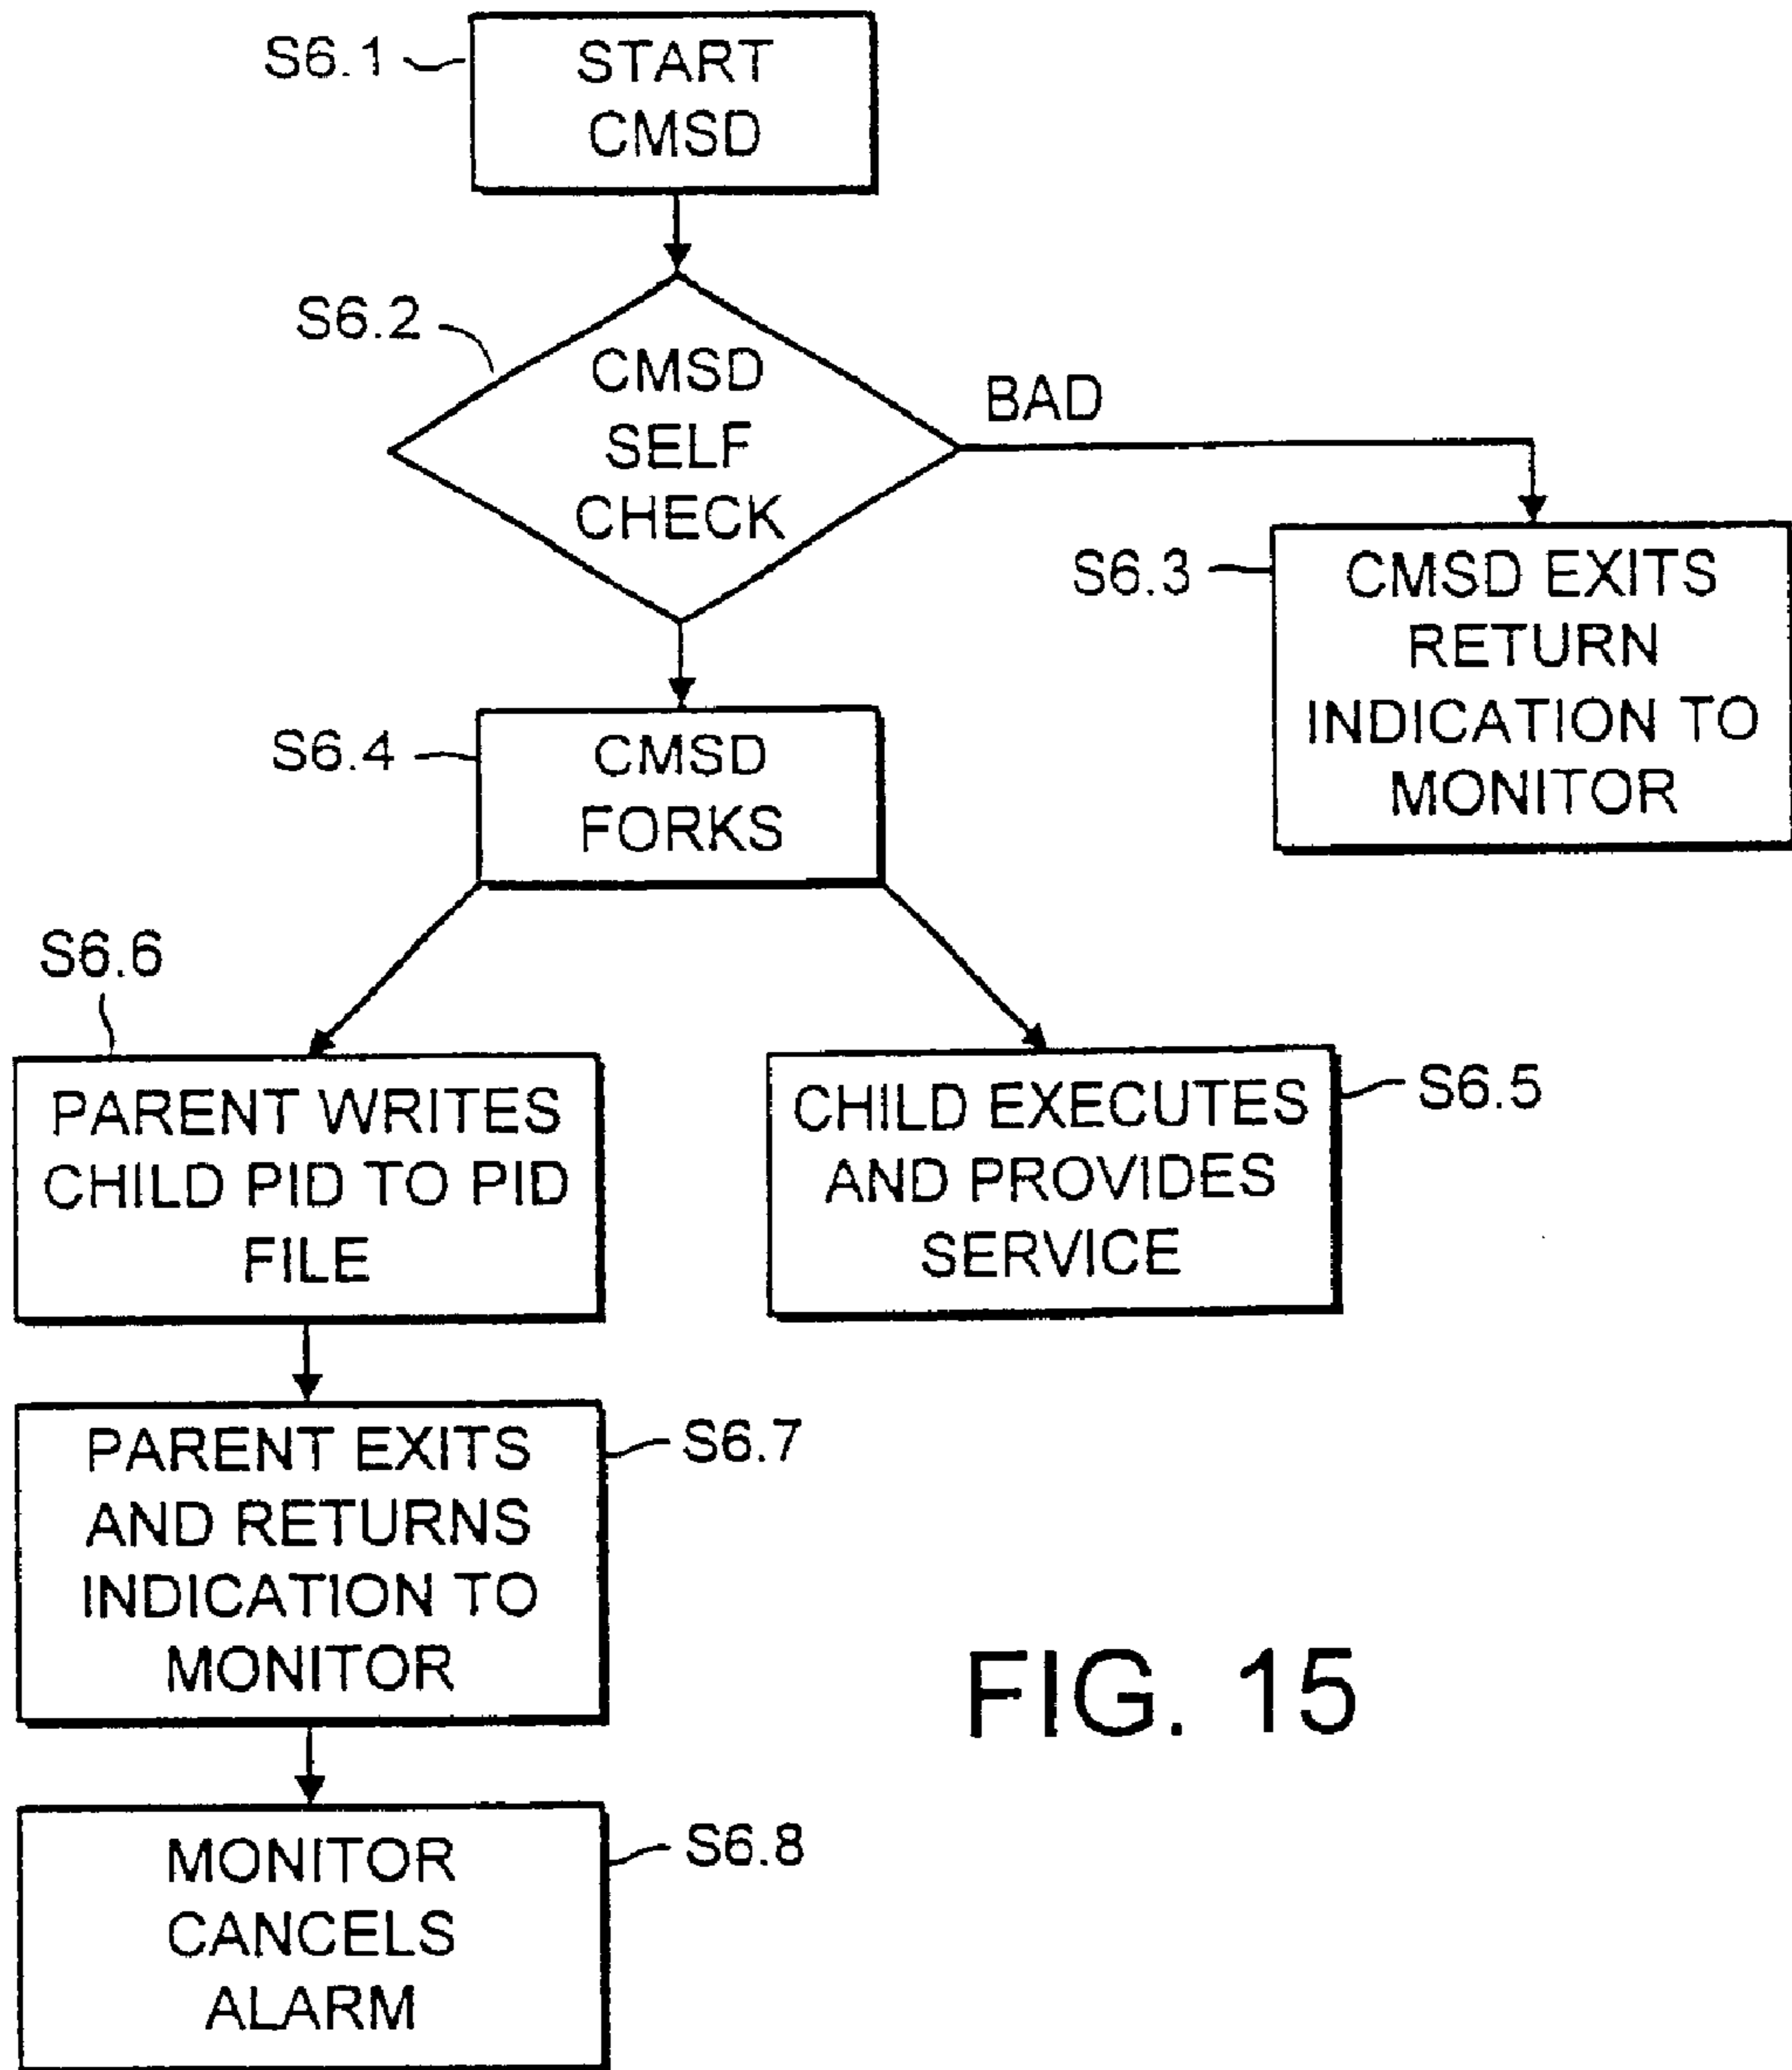 S6.1
START
CMSD
S6.2
CMSD
SELF
CHECK
BAD
S6.3
CMSD EXITS
RETURN
INDICATION TO
MONITOR
S6.4
CMSD
FORKS
S6.6
PARENT WRITES
CHILD PID TO PID
FILE
CHILD EXECUTES
AND PROVIDES
SERVICE
S6.5
PARENT EXITS
AND RETURNS
INDICATION TO
MONITOR
S6.7
MONITOR
CANCELS
ALARM
S6.8
FIG. 15